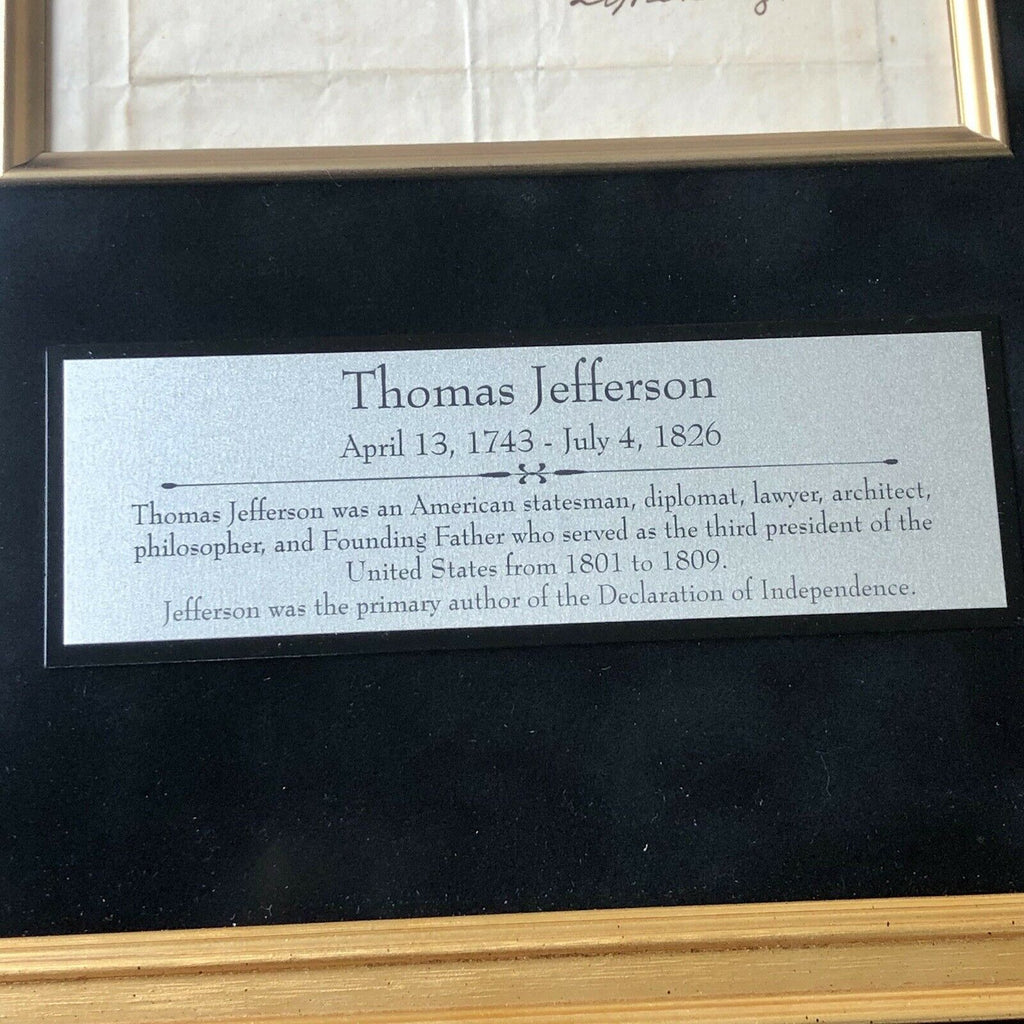 Thomas Jefferson
April 13, 1743 - July 4, 1826
Thomas Jefferson was an American statesman, diplomat, lawyer, architect,
philosopher, and Founding Father who served as the third president of the
United States from 1801 to 1809.
Jefferson was the primary author of the Declaration of Independence.